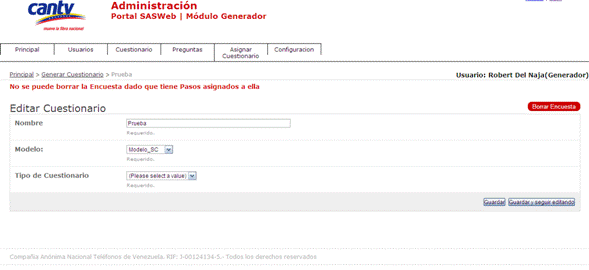 cantv
mueve la fibra nacional
Administración
Portal SASWeb | Módulo Generador
Principal
Usuarios
Cuestionario
Preguntas
Asignar Cuestionario
Configuracion
Principal > Generar Cuestionario > Prueba
Usuario: Robert Del Naja(Generador)
No se puede borrar la Encuesta dado que tiene Pasos asignados a ella
Editar Cuestionario
Borrar Encuesta
Nombre
Prueba
Requerido.
Modelo:
Modelo_SC
Requerido.
Tipo de Cuestionario
(Please select a value)
Requerido.
Guardar
Guardar y seguir editando
Compañía Anónima Nacional Teléfonos de Venezuela. RIF: J-00124134-5.- Todos los derechos reservados